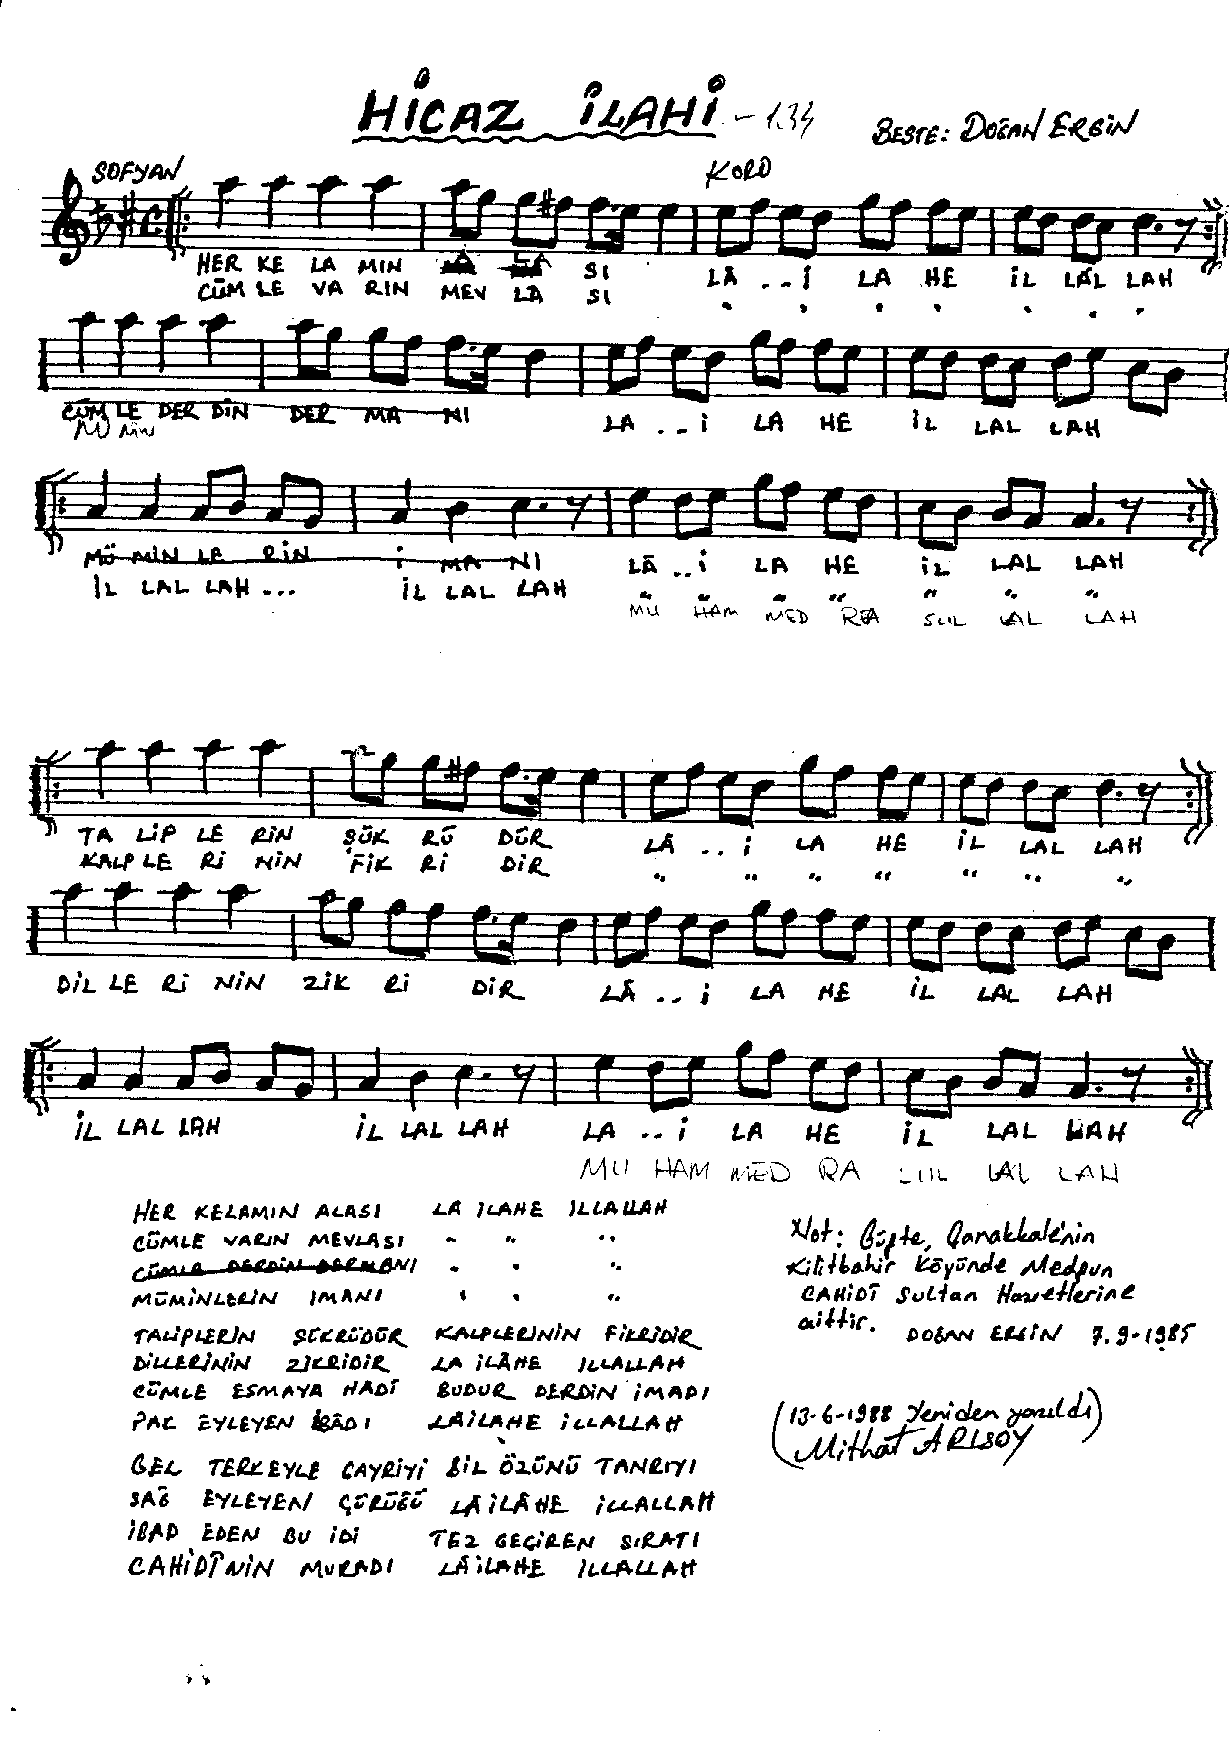 HİCAZ İLAHİ - 134
BESTE: DOĞAN ERGİN
SOFYAN
KORO
HER KE LA MIN LA LA SI LÂ . . İ LA HE İL LÂL LAH
CÜM LE VA RIN MEV LA SI " " " " " " "
CÜM LE DER DİN DER MA NI LA . . İ LA HE İL LAL LAH
MÜ MİN
MÜ MİN LE RİN İ MA NI LÂ . . İ LA HE İL LAL LAH
İL LAL LAH ... İL LAL LAH " " " " " " "
MU HAM MED RA SUL LAL LAH
TA LİP LE RİN ŞÜK RÜ DÜR LÂ . . İ LA HE İL LAL LAH
KALP LE Rİ NİN FİK Rİ DİR " " " " " " "
DİL LE Rİ NİN ZİK Rİ DİR LÂ . . İ LA HE İL LAL LAH
İL LAL LAH İL LAL LAH LA . . İ LA HE İL LAL LAH
MU HAM MED RA LUL LAL LAH
HER KELAMIN ALASI LA İLAHE İLLALLAH
CÜMLE VARIN MEVLASI " " "
CÜMLE DERDİN DERMANI " " "
MÜMİNLERİN IMANI " " "
TALİPLERİN ŞÜKRÜDÜR KALPLERİNİN FİKRİDİR
DİLLERİNİN ZİKRİDİR LA İLÂHE İLLALLAH
CÜMLE ESMAYA HADİ BUDUR DERDİN İMADI
PAK EYLEYEN İBÂDI LÂİLAHE İLLALLAH
GEL TERKEYLE GAYRIYI BİL ÖZÜNÜ TANRIYI
SAĞ EYLEYEN ÇÜRÜĞÜ LÂİLÂHE İLLALLAH
İBAD EDEN BU İDİ TEZ GEÇİREN SIRATI
CAHİDÎ'NİN MURADI LÂİLAHE İLLALLAH
Not: Güfte, Çanakkale'nin
Kilitbahir Köyünde Medfun
CAHİDÎ Sultan Hazretlerine
aittir. DOĞAN ERGİN 7.9-1985
(13-6-1988 Yeniden yazıldı)
Mithat ARISOY